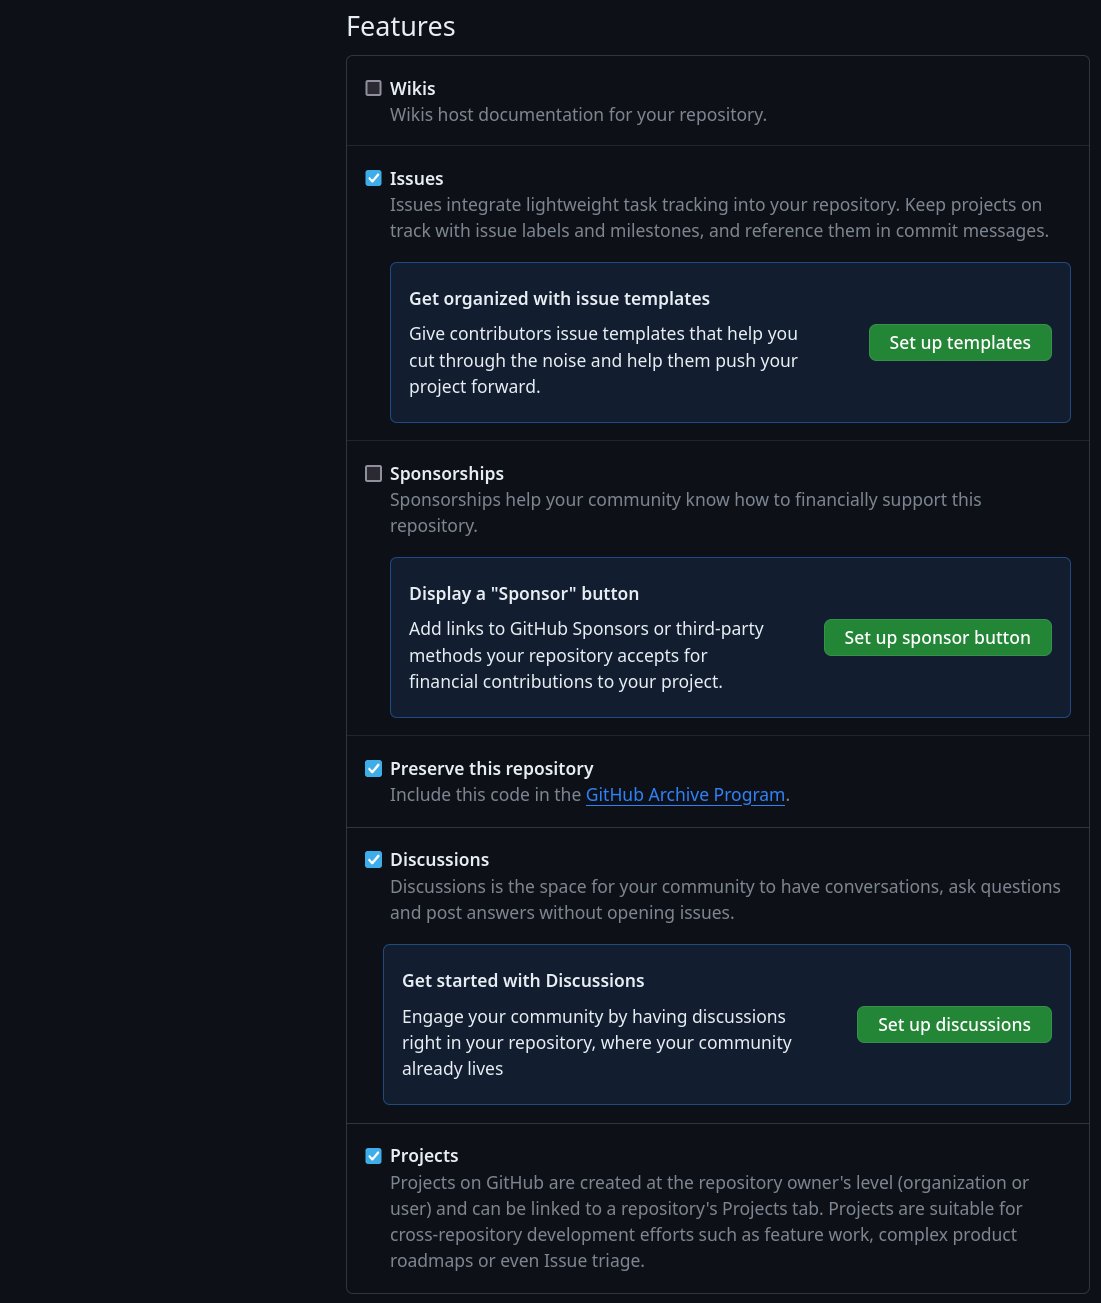 Features
Wikis
Wikis host documentation for your repository.
Issues
Issues integrate lightweight task tracking into your repository. Keep projects on
track with issue labels and milestones, and reference them in commit messages.
Get organized with issue templates
Give contributors issue templates that help you
cut through the noise and help them push your
project forward.
Set up templates
Sponsorships
Sponsorships help your community know how to financially support this
repository.
Display a "Sponsor" button
Add links to GitHub Sponsors or third-party
methods your repository accepts for
financial contributions to your project.
Set up sponsor button
Preserve this repository
Include this code in the GitHub Archive Program.
Discussions
Discussions is the space for your community to have conversations, ask questions
and post answers without opening issues.
Get started with Discussions
Engage your community by having discussions
right in your repository, where your community
already lives
Set up discussions
Projects
Projects on GitHub are created at the repository owner's level (organization or
user) and can be linked to a repository's Projects tab. Projects are suitable for
cross-repository development efforts such as feature work, complex product
roadmaps or even Issue triage.